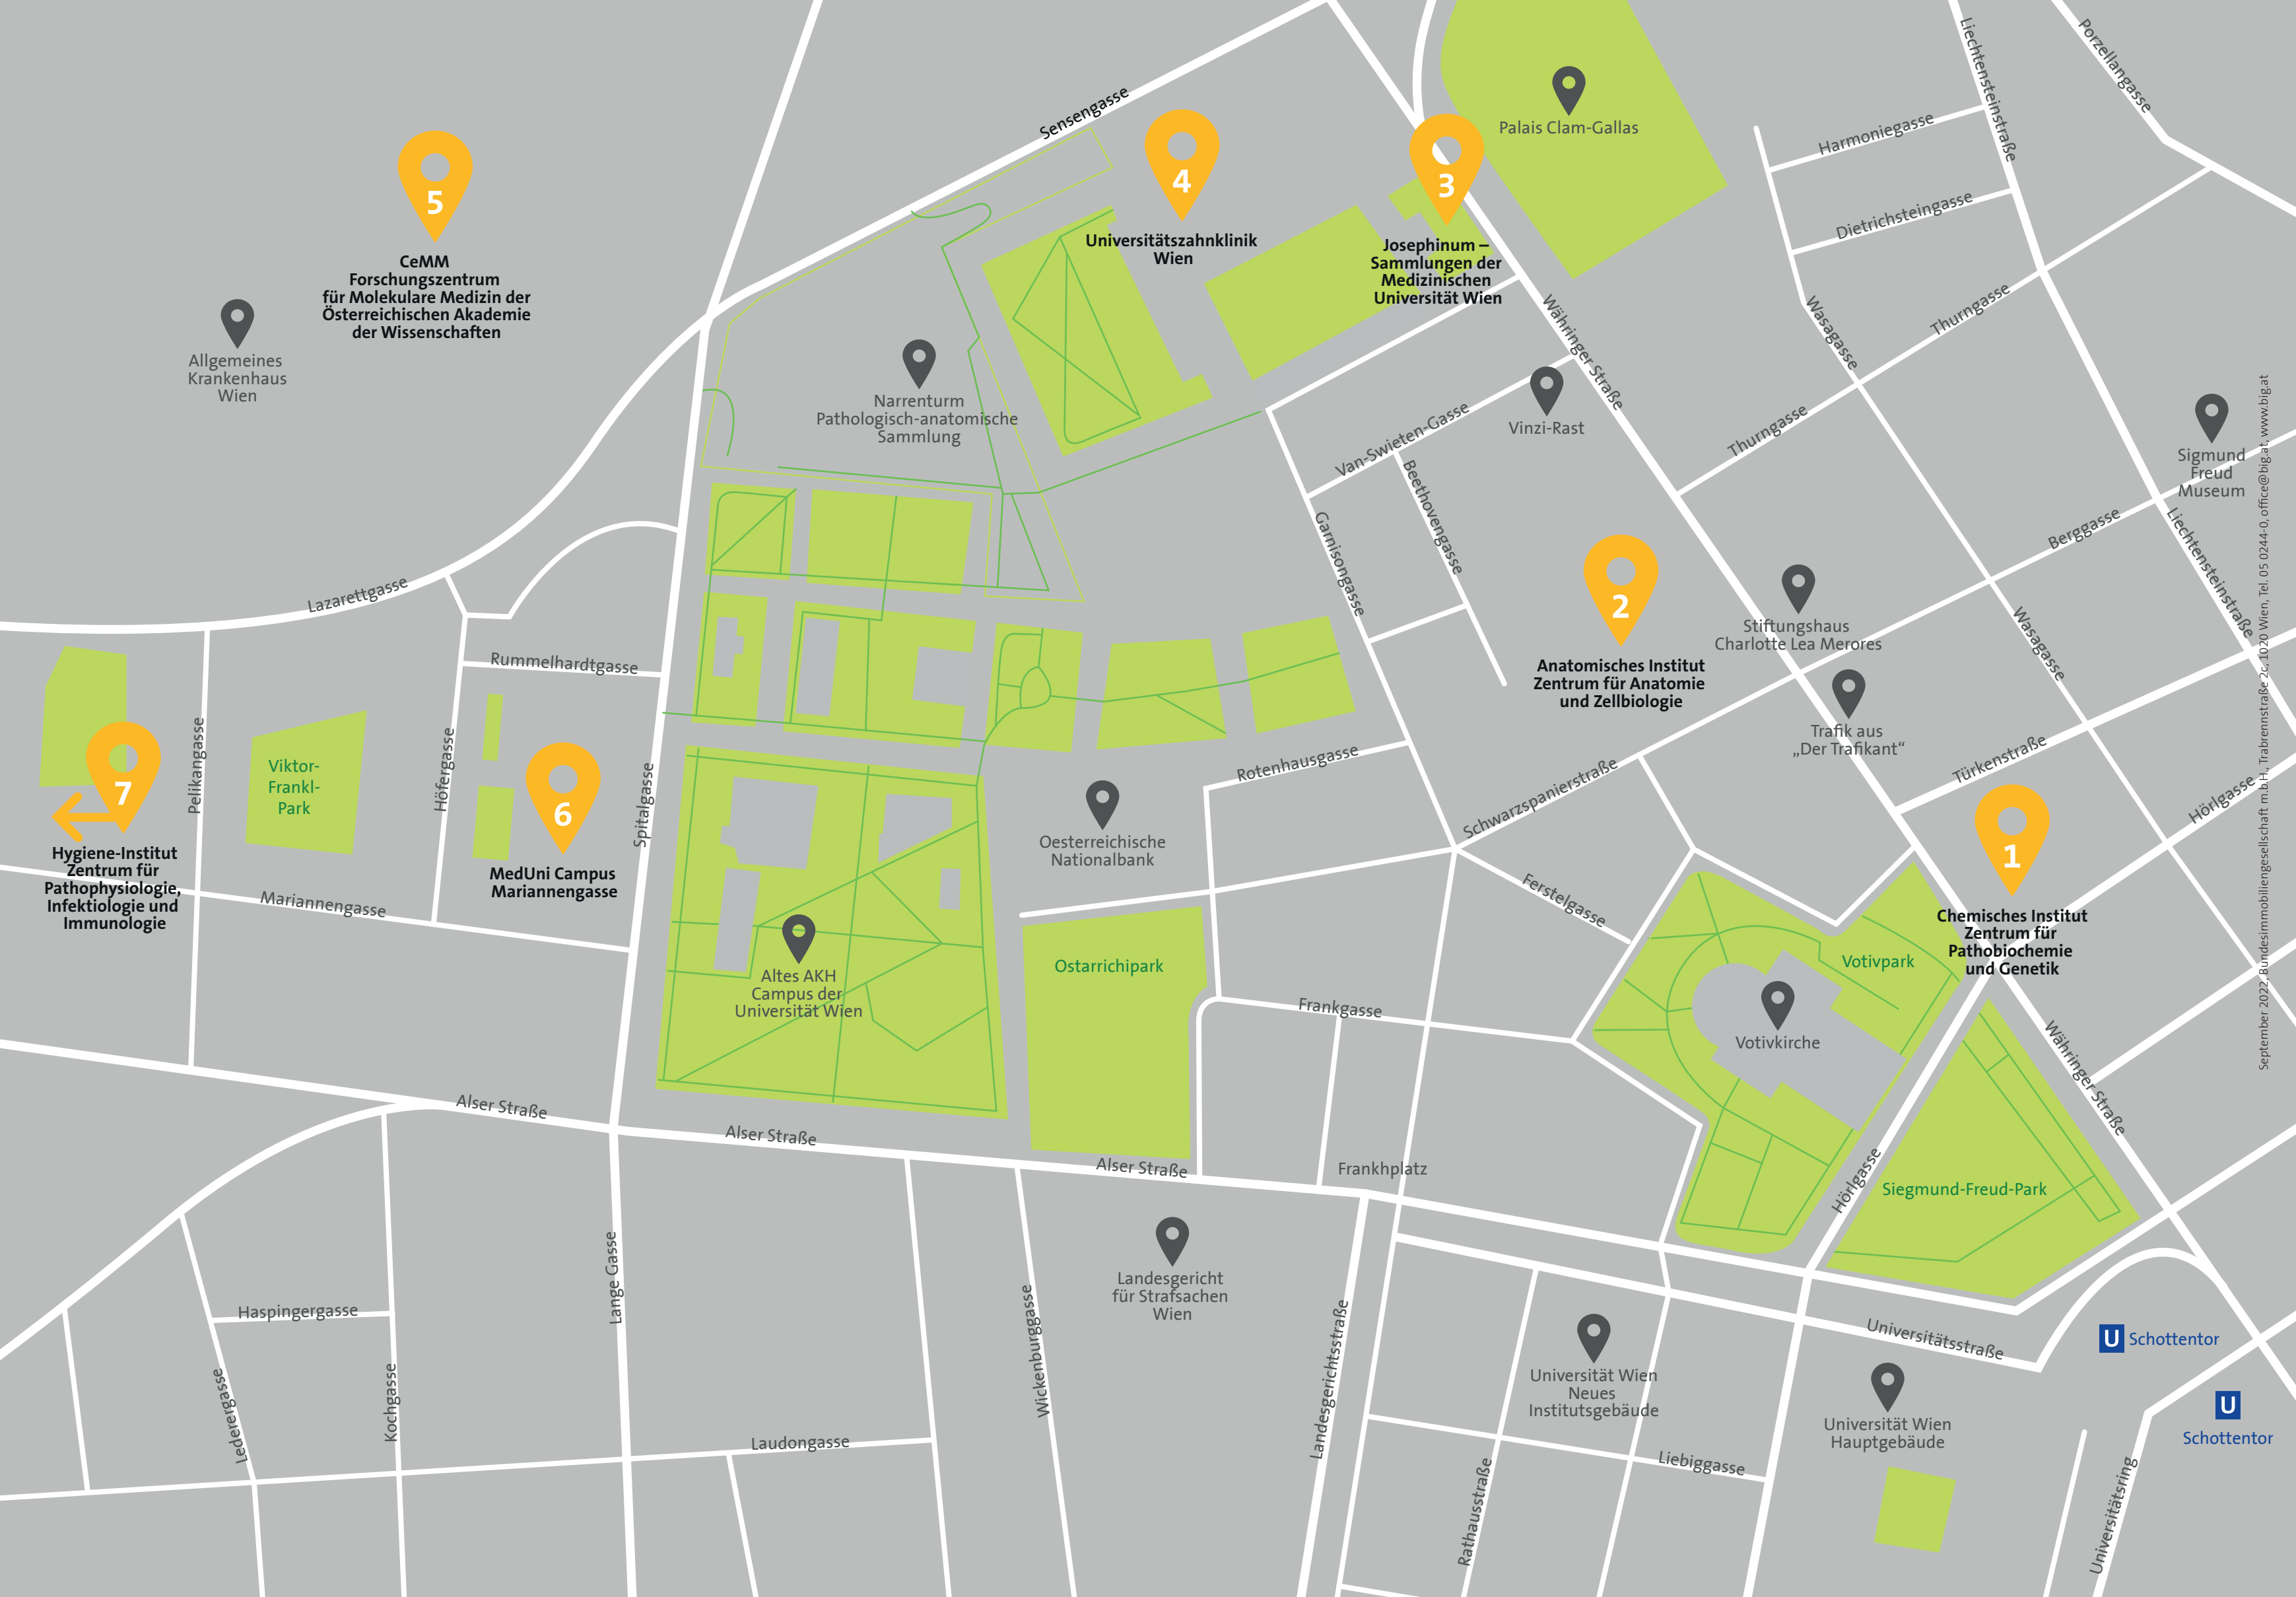 Sensengasse
Palais Clam-Gallas
Liechtensteinstraße
Porzellangasse
Harmoniegasse
Dietrichsteingasse
5
CeMM
Forschungszentrum
für Molekulare Medizin der
Österreichischen Akademie
der Wissenschaften
4
Universitätszahnklinik
Wien
3
Josephinum –
Sammlungen der
Medizinischen
Universität Wien
Allgemeines
Krankenhaus
Wien
Narrenturm
Pathologisch-anatomische
Sammlung
Währinger Straße
Wasagasse
Thurngasse
Thurngasse
Van-Swieten-Gasse
Vinzi-Rast
Beethovengasse
Garnisongasse
Sigmund
Freud
Museum
Berggasse
Liechtensteinstraße
Wasagasse
2
Anatomisches Institut
Zentrum für Anatomie
und Zellbiologie
Stiftungshaus
Charlotte Lea Merores
Trafik aus
„Der Trafikant“
Lazarettgasse
Rummelhardtgasse
Pelikangasse
Viktor-
Frankl-
Park
Höfergasse
Spitalgasse
7
Hygiene-Institut
Zentrum für
Pathophysiologie,
Infektiologie und
Immunologie
6
MedUni Campus
Mariannengasse
Mariannengasse
Rotenhausgasse
Schwarzspanierstraße
Türkenstraße
Hörlgasse
Oesterreichische
Nationalbank
Ferstelgasse
1
Chemisches Institut
Zentrum für
Pathobiochemie
und Genetik
Altes AKH
Campus der
Universität Wien
Ostarrichipark
Votivpark
Votivkirche
Frankgasse
Währinger Straße
Alser Straße
Alser Straße
Alser Straße
Frankhplatz
Hörlgasse
Siegmund-Freud-Park
Landesgericht
für Strafsachen
Wien
Lange Gasse
Haspingergasse
Lederergasse
Kochgasse
Wickenburggasse
Landesgerichtsstraße
Laudongasse
Universität Wien
Neues
Institutsgebäude
Universitätsstraße
Universität Wien
Hauptgebäude
Liebiggasse
Rathausstraße
Universitätsring
U Schottentor
U
Schottentor
September 2022, Bundesimmobiliengesellschaft m.b.H., Trabrennstraße 2c, 1020 Wien, Tel. 05 0244-0, office@big.at, www.big.at